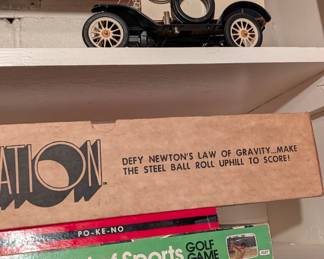 ATION
DEFY NEWTON'S LAW OF GRAVITY...MAKE
THE STEEL BALL ROLL UPHILL TO SCORE!
PO-KE-NO
of Sports
GOLF
GAME